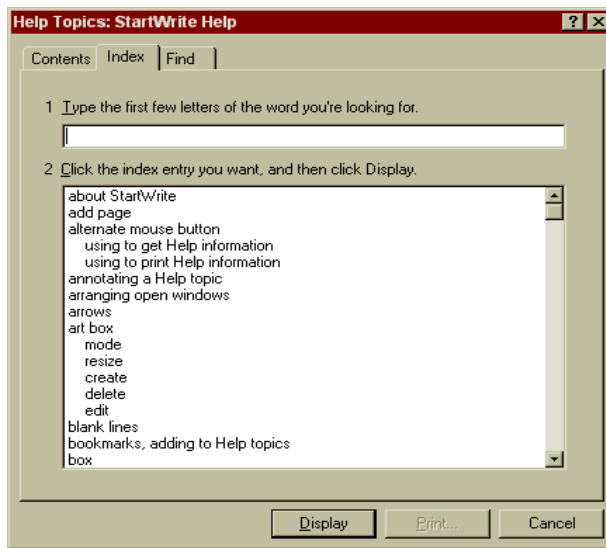 Help Topics: StartWrite Help
Contents Index Find
1 Type the first few letters of the word you're looking for.
2 Click the index entry you want, and then click Display.
about StartWrite
add page
alternate mouse button
using to get Help information
using to print Help information
annotating a Help topic
arranging open windows
arrows
art box
mode
resize
create
delete
edit
blank lines
bookmarks, adding to Help topics
box
Display Print... Cancel